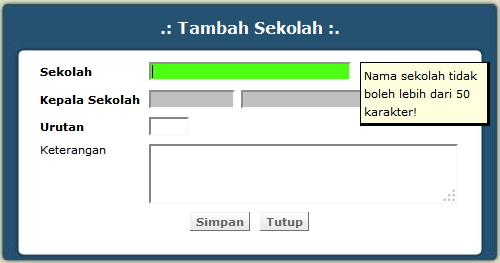 .: Tambah Sekolah :.
Sekolah
Nama sekolah tidak
boleh lebih dari 50
karakter!
Kepala Sekolah
Urutan
Keterangan
Simpan Tutup